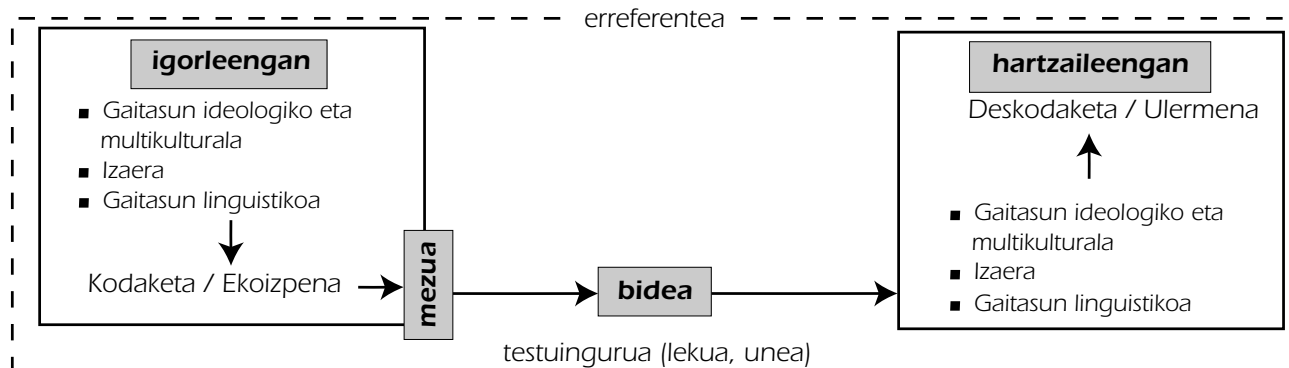 erreferentea
igorleengan
▪ Gaitasun ideologiko eta
multikulturala
▪ Izaera
▪ Gaitasun linguistikoa
Kodaketa / Ekoizpena
mezua
bidea
hartzaileengan
Deskodaketa / Ulermena
▪ Gaitasun ideologiko eta
multikulturala
▪ Izaera
▪ Gaitasun linguistikoa
testuingurua (lekua, unea)